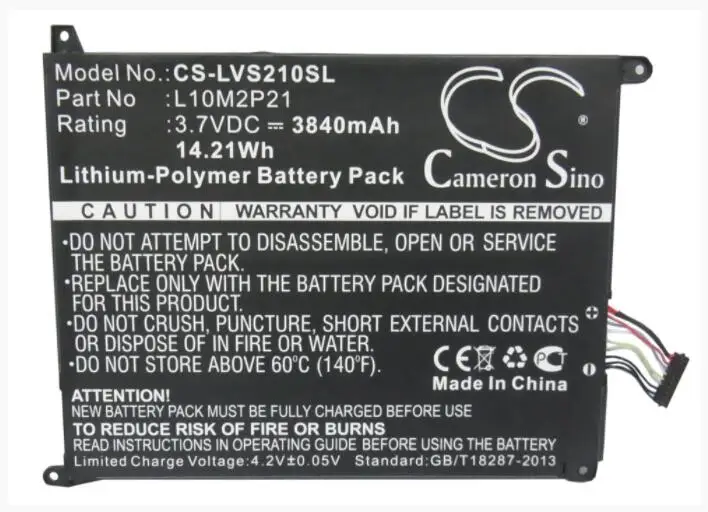 Model No.:CS-LVS210SL
Part No :L10M2P21
Rating :3.7VDC ⎓ 3840mAh
14.21Wh
Lithium-Polymer Battery Pack
CS
®
Cameron Sino
CAUTION WARRANTY VOID IF LABEL IS REMOVED
•DO NOT ATTEMPT TO DISASSEMBLE, OPEN OR SERVICE
THE BATTERY PACK.
•REPLACE ONLY WITH THE BATTERY PACK DESIGNATED
FOR THIS PRODUCT.
•DO NOT CRUSH, PUNCTURE, SHORT EXTERNAL CONTACTS
OR DISPOSE OF IN FIRE OR WATER.
•DO NOT STORE ABOVE 60°C (140°F).
+
-
CE PCT
Made In China
ATTENTION!
NEW BATTERY PACK MUST BE FULLY CHARGED BEFORE USE
TO REDUCE RISK OF FIRE OR BURNS
READ INSTRUCTIONS IN OPERATING GUIDE BEFORE USING THE BATTERY
Limited Charge Voltage:4.2V±0.05V Standard:GB/T18287-2013